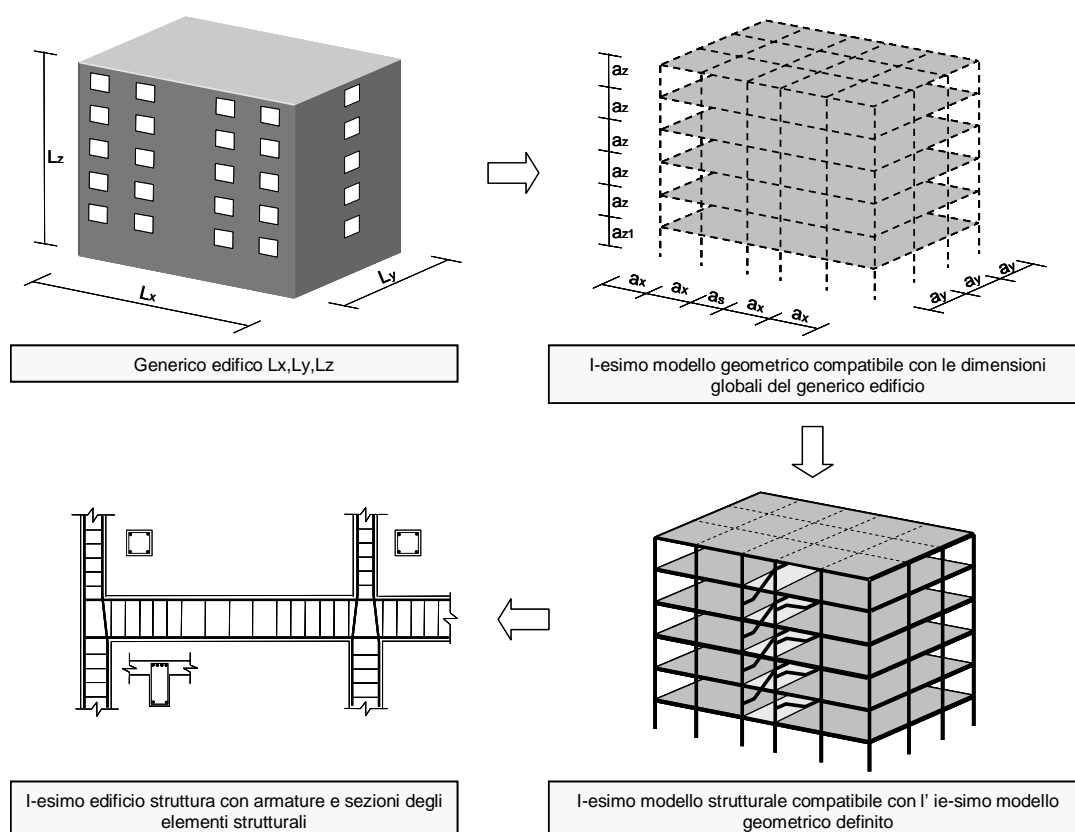 Lz
Lx
Ly
az
az
az
az
az
az1
ax
ax
as
ax
ax
ay
ay
ay
Generico edifico Lx,Ly,Lz
I-esimo modello geometrico compatibile con le dimensioni
globali del generico edificio
I-esimo edificio struttura con armature e sezioni degli
elementi strutturali
I-esimo modello strutturale compatibile con l' ie-simo modello
geometrico definito